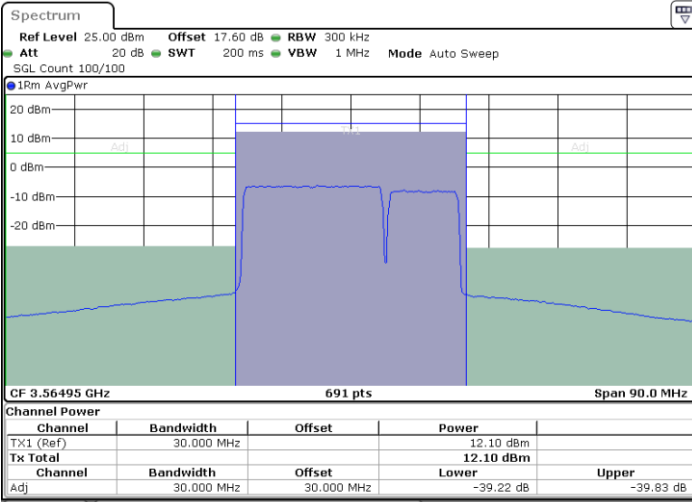 Spectrum
Ref Level 25.00 dBm Offset 17.60 dB RBW 300 kHz
Att 20 dB SWT 200 ms VBW 1 MHz Mode Auto Sweep
SGL Count 100/100
1Rm AvgPwr
20 dBm
TX1
10 dBm
Adj Adj
0 dBm
-10 dBm
-20 dBm
CF 3.56495 GHz 691 pts Span 90.0 MHz
Channel Power
Channel Bandwidth Offset Power
TX1 (Ref) 30.000 MHz 12.10 dBm
Tx Total 12.10 dBm
Channel Bandwidth Offset Lower Upper
Adj 30.000 MHz 30.000 MHz -39.22 dB -39.83 dB